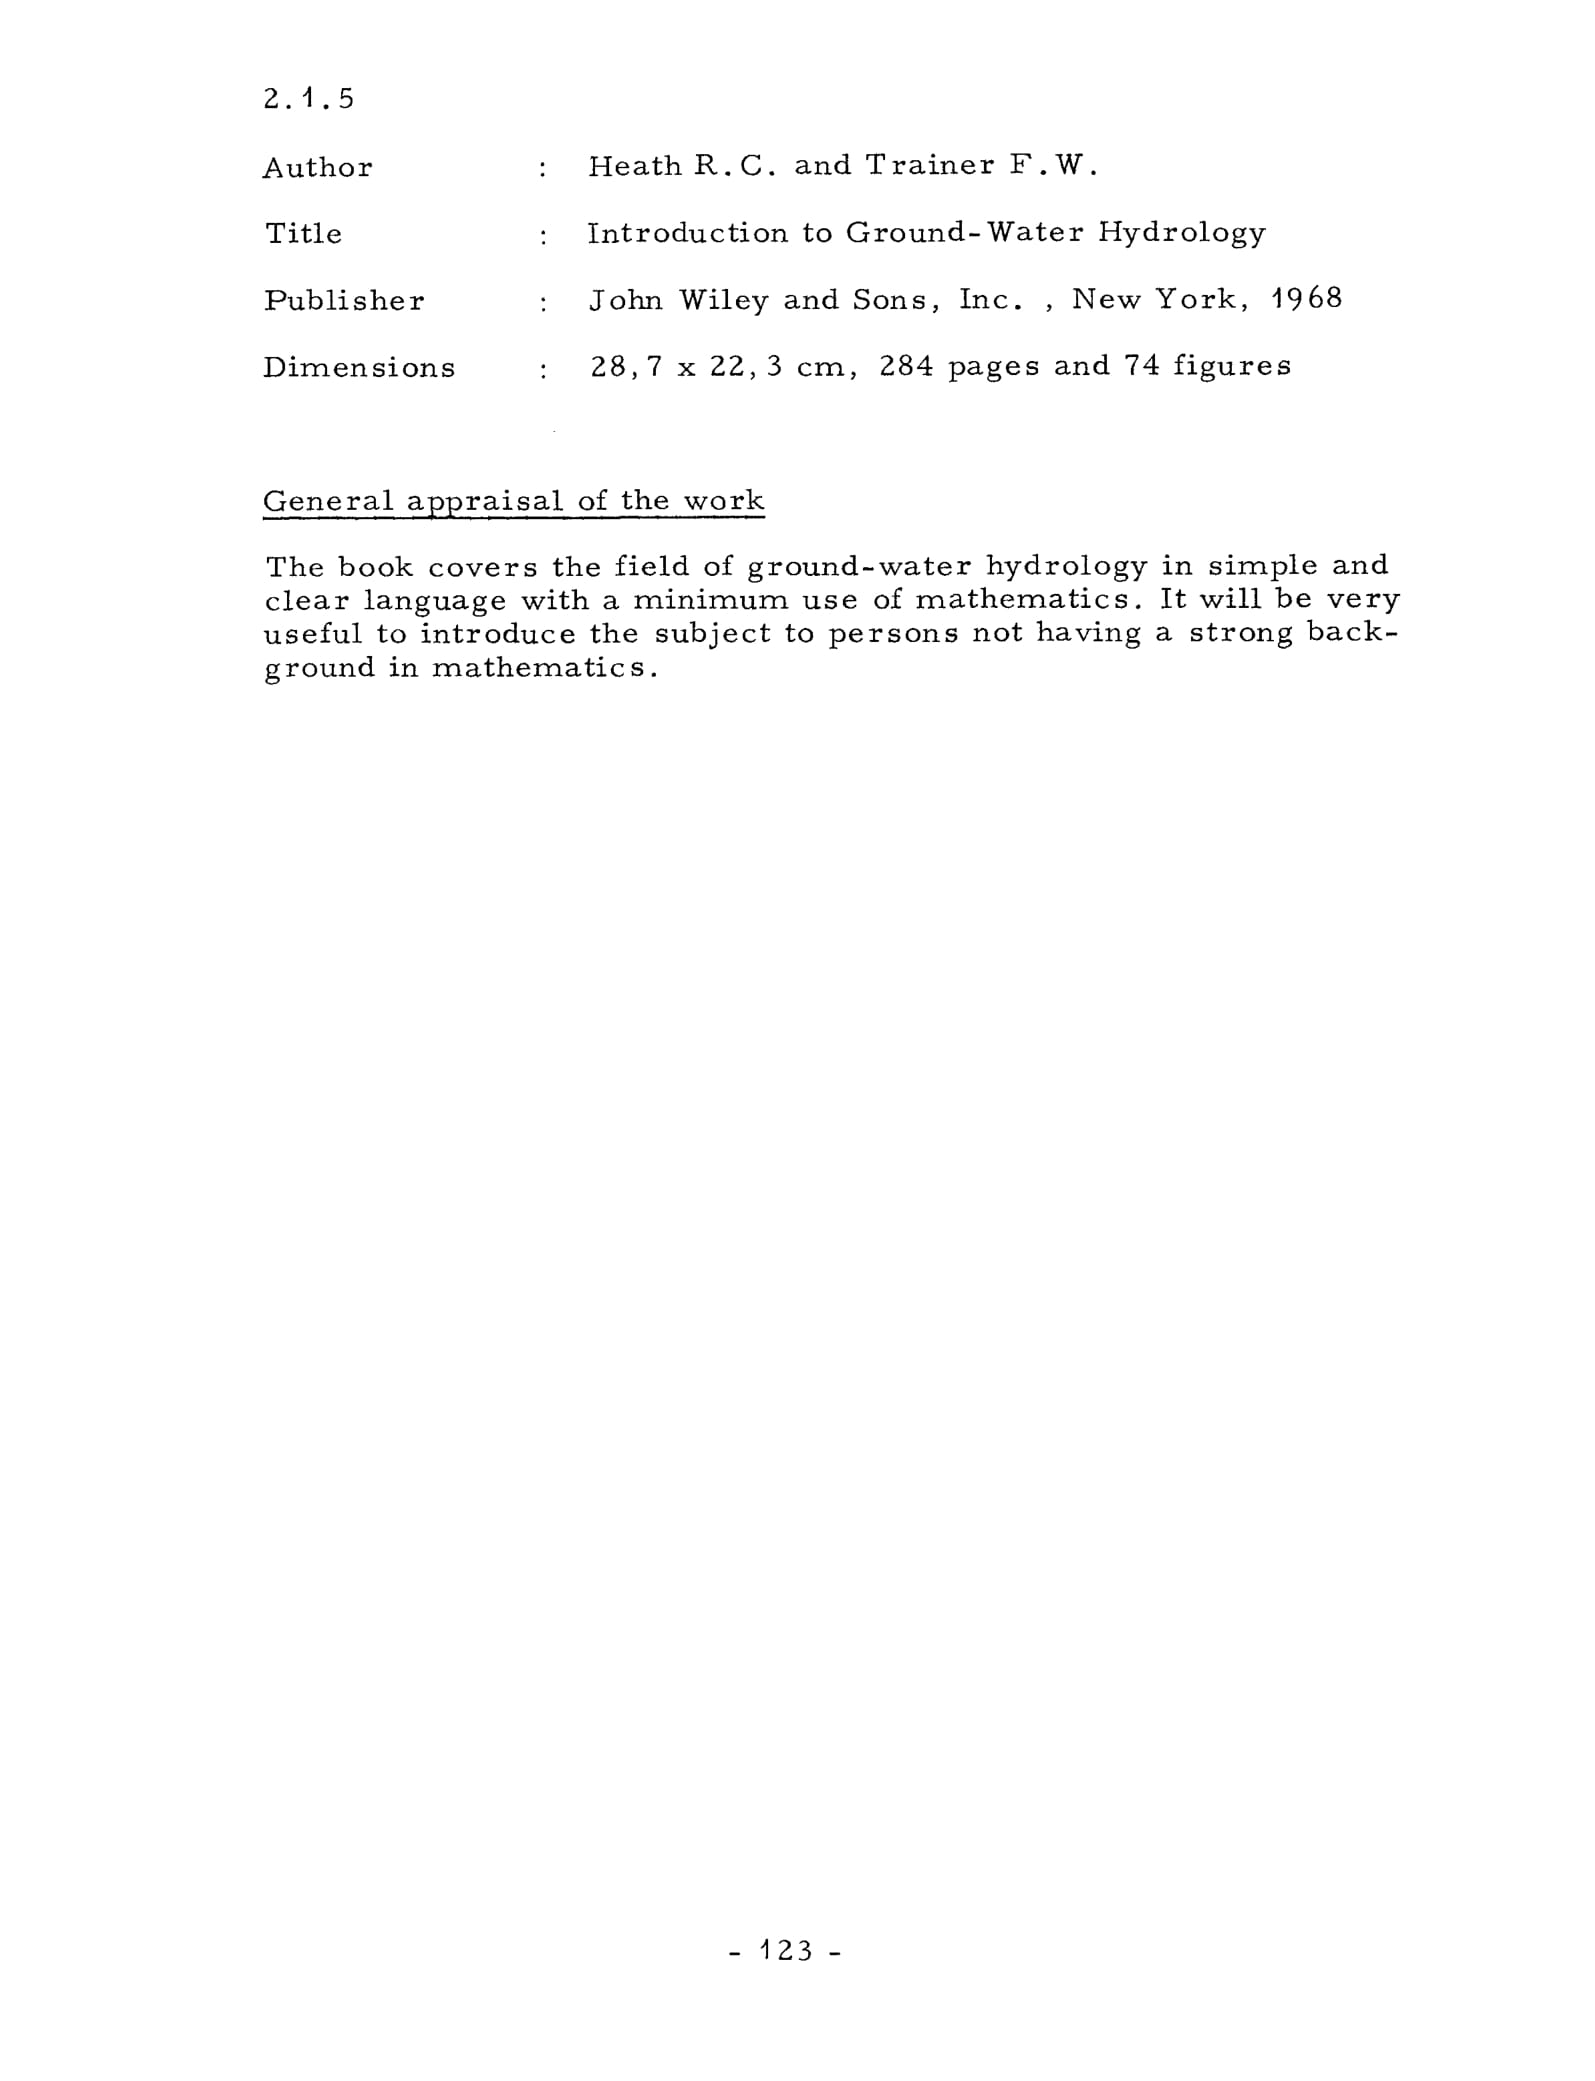 2.1.5
Author : Heath R.C. and Trainer F.W.
Title : Introduction to Ground-Water Hydrology
Publisher : John Wiley and Sons, Inc. , New York, 1968
Dimensions : 28,7 x 22,3 cm, 284 pages and 74 figures
General appraisal of the work
The book covers the field of ground-water hydrology in simple and
clear language with a minimum use of mathematics. It will be very
useful to introduce the subject to persons not having a strong back-
ground in mathematics.
- 123 -